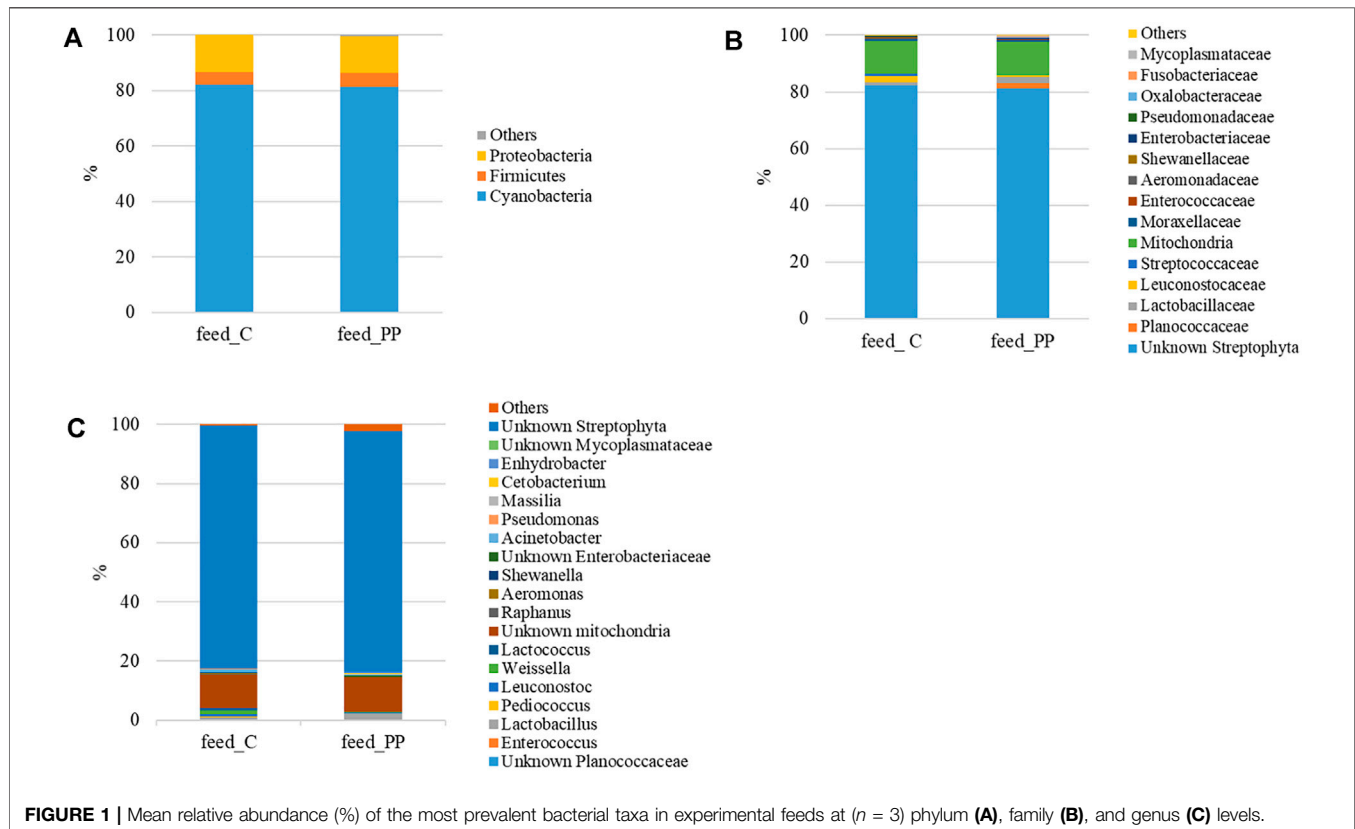 A
100
80
60
40
20
0
%
feed_C
feed_PP
Others
Proteobacteria
Firmicutes
Cyanobacteria
B
100
80
60
40
20
0
%
feed_ C
feed_PP
Others
Mycoplasmataceae
Fusobacteriaceae
Oxalobacteraceae
Pseudomonadaceae
Enterobacteriaceae
Shewanellaceae
Aeromonadaceae
Enterococcaceae
Moraxellaceae
Mitochondria
Streptococcaceae
Leuconostocaceae
Lactobacillaceae
Planococcaceae
Unknown Streptophyta
C
100
80
60
40
20
0
%
feed_C
feed_PP
Others
Unknown Streptophyta
Unknown Mycoplasmataceae
Enhydrobacter
Cetobacterium
Massilia
Pseudomonas
Acinetobacter
Unknown Enterobacteriaceae
Shewanella
Aeromonas
Raphanus
Unknown mitochondria
Lactococcus
Weissella
Leuconostoc
Pediococcus
Lactobacillus
Enterococcus
Unknown Planococcaceae
FIGURE 1 | Mean relative abundance (%) of the most prevalent bacterial taxa in experimental feeds at (n = 3) phylum (A), family (B), and genus (C) levels.